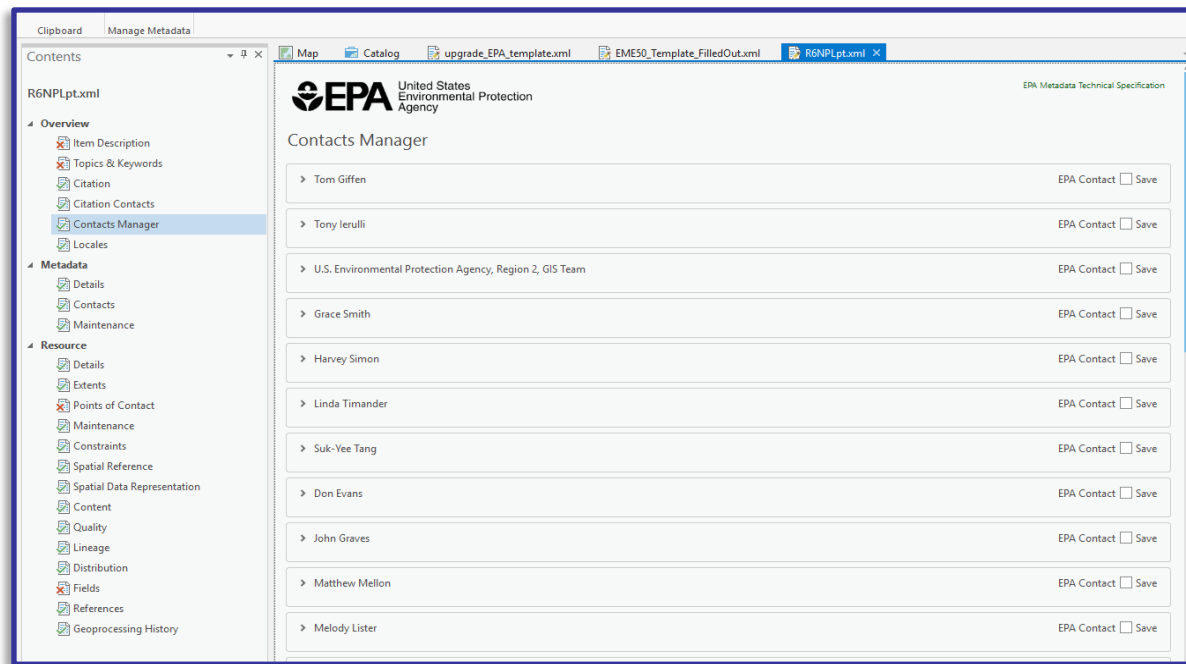 Clipboard
Manage Metadata
Contents
Map
Catalog
upgrade_EPA_template.xml
EME50_Template_FilledOut.xml
R6NPLpt.xml
R6NPLpt.xml
Overview
Item Description
Topics & Keywords
Citation
Citation Contacts
Contacts Manager
Locales
Metadata
Details
Contacts
Maintenance
Resource
Details
Extents
Points of Contact
Maintenance
Constraints
Spatial Reference
Spatial Data Representation
Content
Quality
Lineage
Distribution
Fields
References
Geoprocessing History
EPA
United States
Environmental Protection
Agency
EPA Metadata Technical Specification
Contacts Manager
Tom Giffen EPA Contact Save
Tony Ierulli EPA Contact Save
U.S. Environmental Protection Agency, Region 2, GIS Team EPA Contact Save
Grace Smith EPA Contact Save
Harvey Simon EPA Contact Save
Linda Timander EPA Contact Save
Suk-Yee Tang EPA Contact Save
Don Evans EPA Contact Save
John Graves EPA Contact Save
Matthew Mellon EPA Contact Save
Melody Lister EPA Contact Save